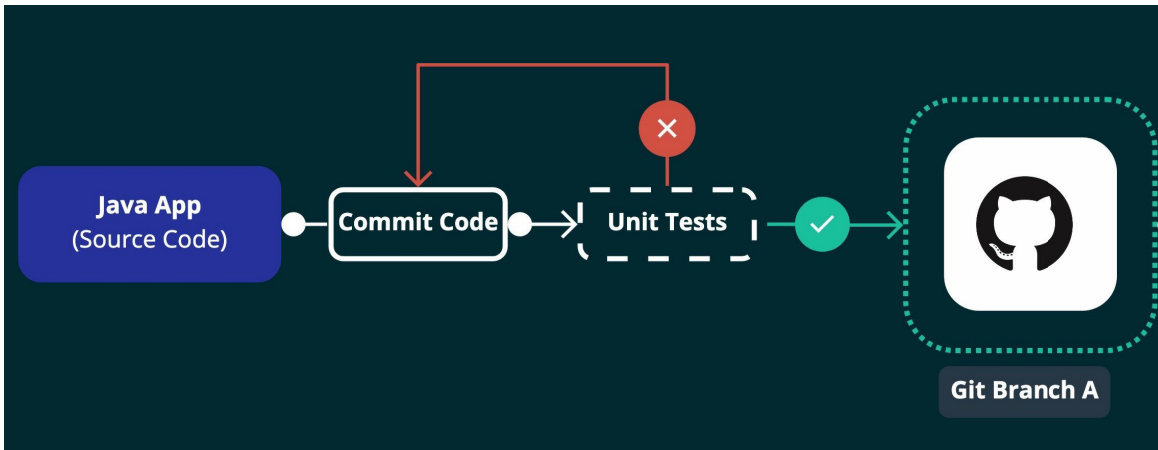 Java App
(Source Code)
Commit Code
Unit Tests
Git Branch A